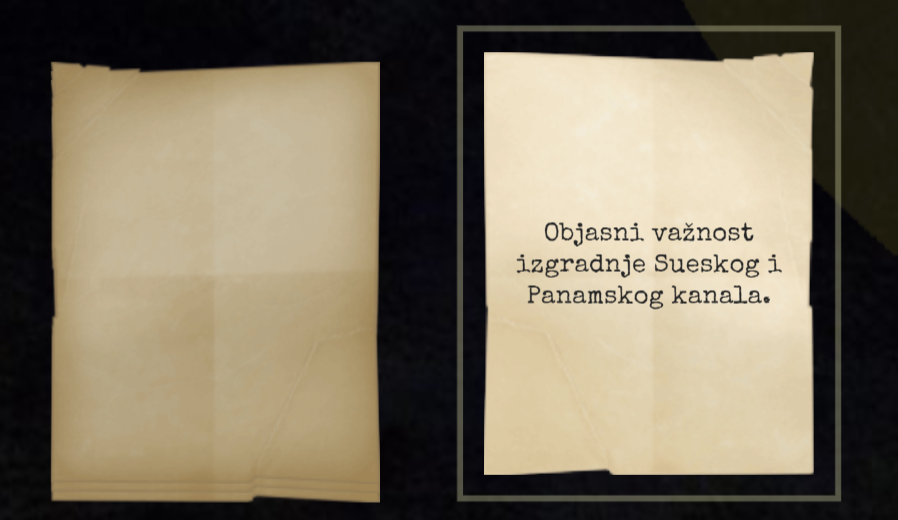 Objasni važnost
izgradnje Sueskog i
Panamskog kanala.